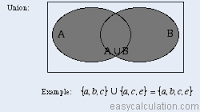 Union:
A B
A∪B
Example: {a, b, c} ∪ {a, c, e} = {a, b, c, e}
easycalculation.com